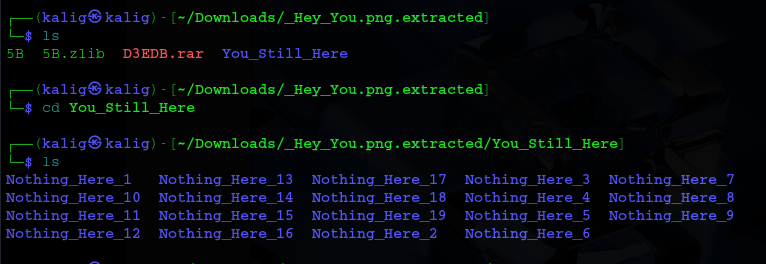 ┌──(kalig㉿kalig)-[~/Downloads/_Hey_You.png.extracted]
└─$ ls
5B  5B.zlib  D3EDB.rar  You_Still_Here
┌──(kalig㉿kalig)-[~/Downloads/_Hey_You.png.extracted]
└─$ cd You_Still_Here
┌──(kalig㉿kalig)-[~/Downloads/_Hey_You.png.extracted/You_Still_Here]
└─$ ls
Nothing_Here_1   Nothing_Here_13  Nothing_Here_17  Nothing_Here_3  Nothing_Here_7
Nothing_Here_10  Nothing_Here_14  Nothing_Here_18  Nothing_Here_4  Nothing_Here_8
Nothing_Here_11  Nothing_Here_15  Nothing_Here_19  Nothing_Here_5  Nothing_Here_9
Nothing_Here_12  Nothing_Here_16  Nothing_Here_2   Nothing_Here_6